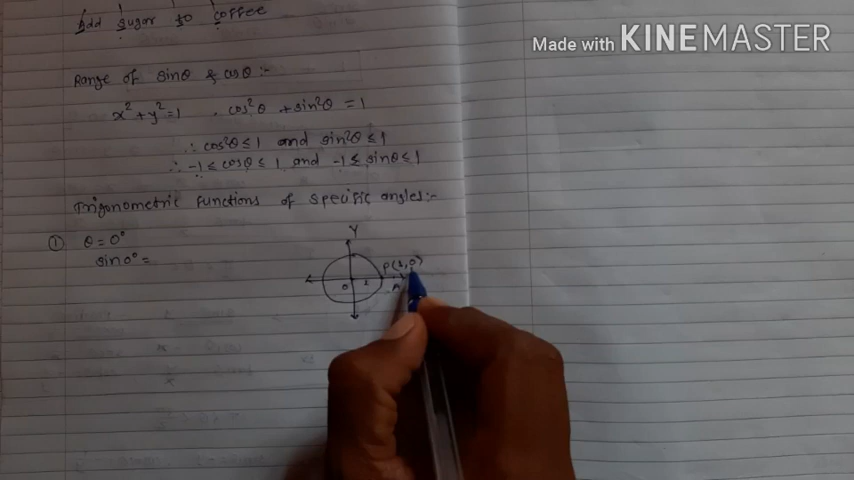 Add sugar to coffee
Made with KINEMASTER
Range of sinθ & cosθ :-
x² + y² = 1 , cos²θ + sin²θ = 1
∴ cos²θ ≤ 1 and sin²θ ≤ 1
∴ -1 ≤ cosθ ≤ 1 and -1 ≤ sinθ ≤ 1
Trigonometric functions of specific angles :-
① θ = 0°
sin0° =
Y
P(1,0)
O 1 A